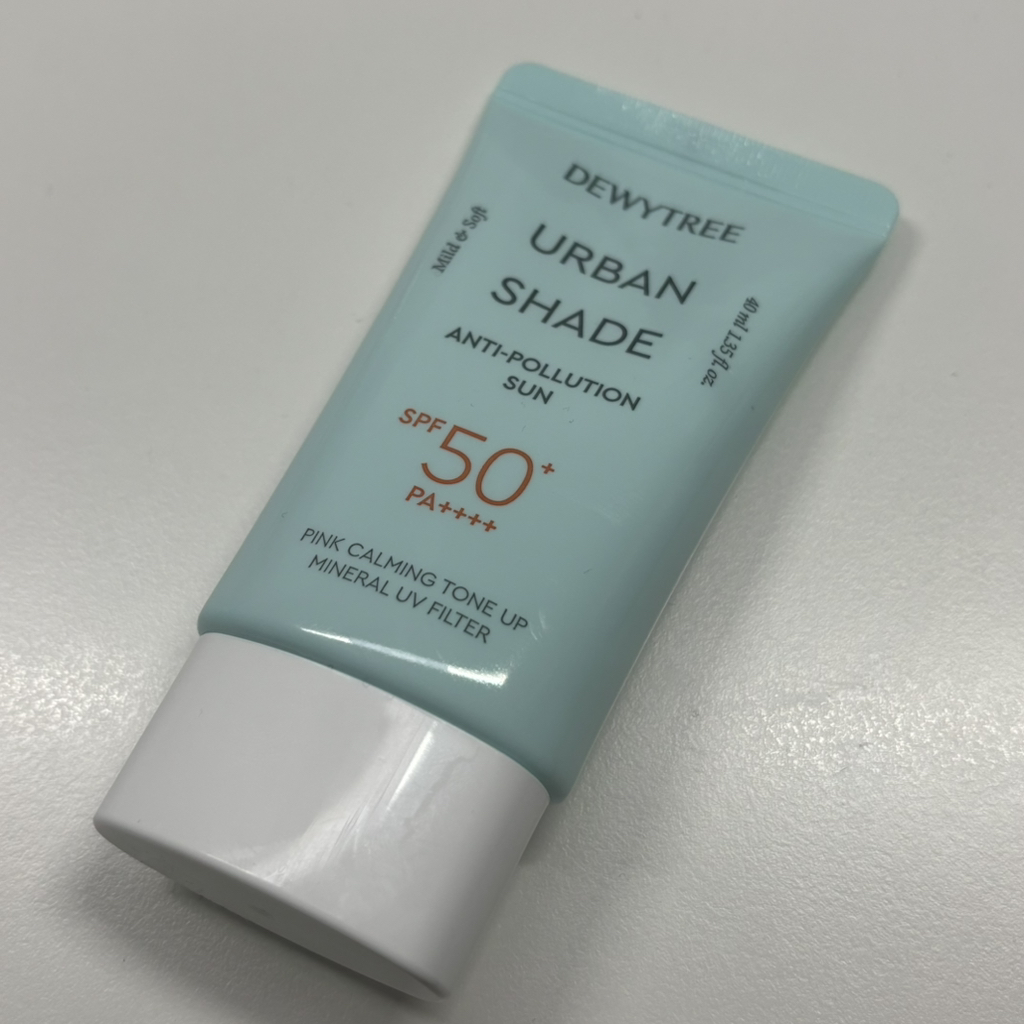 DEWYTREE
Mild & Soft
URBAN
SHADE
40 ml 1.35 fl. oz.
ANTI-POLLUTION
SUN
SPF 50+
PA++++
PINK CALMING TONE UP
MINERAL UV FILTER